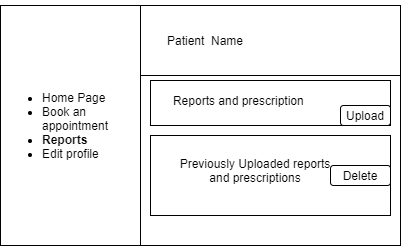 Patient Name
Home Page
Book an
appointment
Reports
Edit profile
Reports and prescription
Upload
Previously Uploaded reports
and prescriptions
Delete